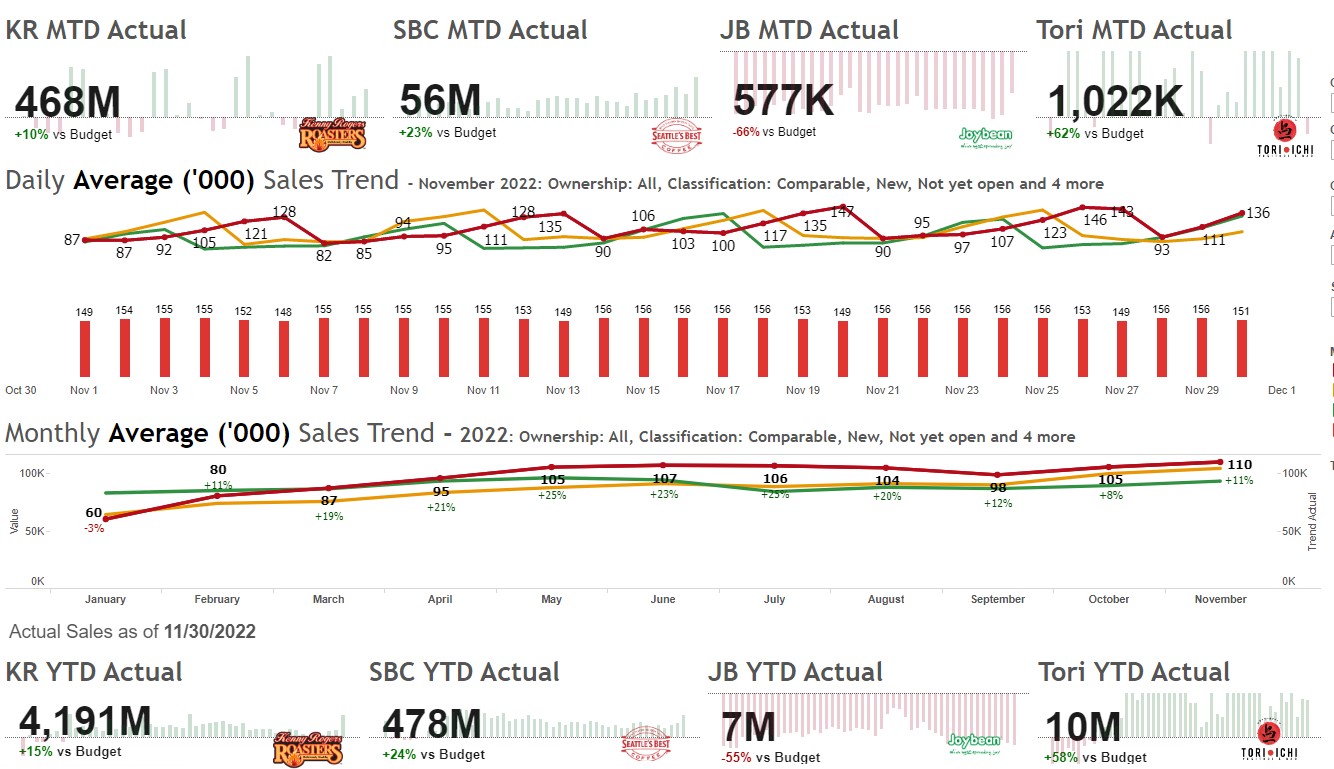 KR MTD Actual
SBC MTD Actual
JB MTD Actual
Tori MTD Actual
468M
56M
577K
1,022K
+10% vs Budget
+23% vs Budget
-66% vs Budget
+62% vs Budget
Kenny Rogers
ROASTERS
SEATTLE'S BEST
COFFEE
Joybean
TORI ICHI
Daily Average ('000) Sales Trend - November 2022: Ownership: All, Classification: Comparable, New, Not yet open and 4 more
87 87 92 105 121 128 82 85 94 95 111 128 135 90 106 103 100 117 135 147 90 95 97 107 123 146 143 93 111 136
149 154 155 155 152 148 155 155 155 155 155 153 149 156 156 156 156 156 153 149 156 156 156 156 156 153 149 156 156 151
Oct 30 Nov 1 Nov 3 Nov 5 Nov 7 Nov 9 Nov 11 Nov 13 Nov 15 Nov 17 Nov 19 Nov 21 Nov 23 Nov 25 Nov 27 Nov 29 Dec 1
Monthly Average ('000) Sales Trend - 2022: Ownership: All, Classification: Comparable, New, Not yet open and 4 more
100K
50K
0K
Value
60 80 87 95 105 107 106 104 98 105 110
-3% +11% +19% +21% +25% +23% +25% +20% +12% +8% +11%
100K
50K
0K
Trend Actual
January February March April May June July August September October November
Actual Sales as of 11/30/2022
KR YTD Actual
SBC YTD Actual
JB YTD Actual
Tori YTD Actual
4,191M
478M
7M
10M
+15% vs Budget
+24% vs Budget
-55% vs Budget
+58% vs Budget
Kenny Rogers
ROASTERS
SEATTLE'S BEST
COFFEE
Joybean
TORI ICHI